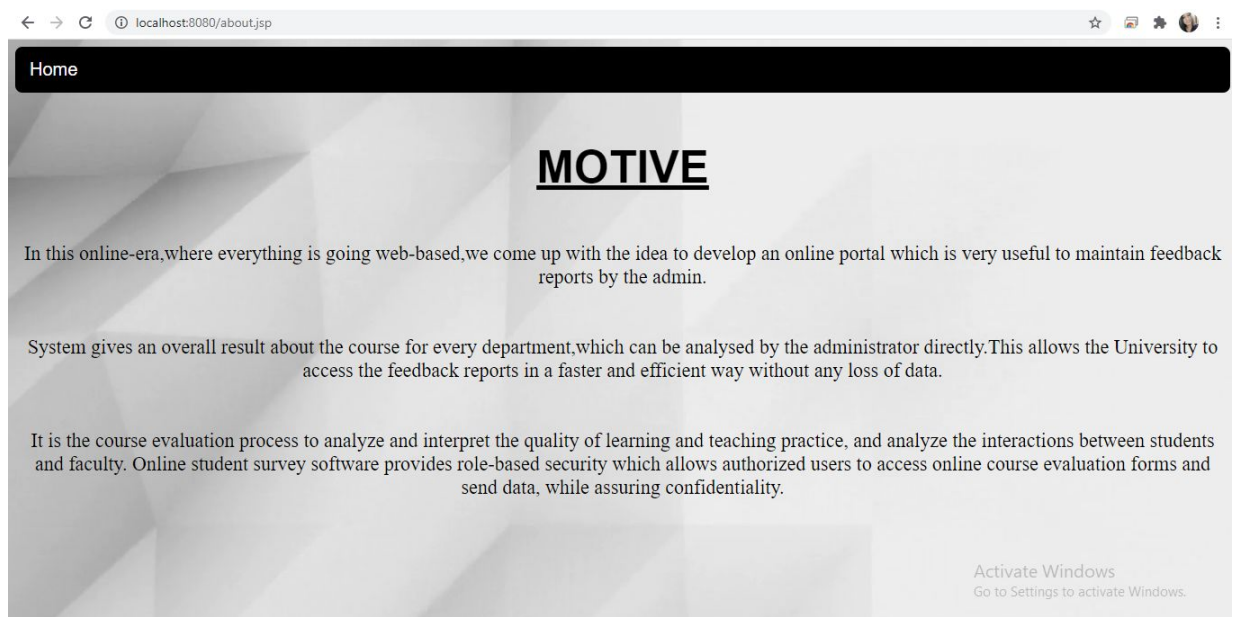 localhost:8080/about.jsp
Home
MOTIVE
In this online-era,where everything is going web-based,we come up with the idea to develop an online portal which is very useful to maintain feedback
reports by the admin.
System gives an overall result about the course for every department,which can be analysed by the administrator directly.This allows the University to
access the feedback reports in a faster and efficient way without any loss of data.
It is the course evaluation process to analyze and interpret the quality of learning and teaching practice, and analyze the interactions between students
and faculty. Online student survey software provides role-based security which allows authorized users to access online course evaluation forms and
send data, while assuring confidentiality.
Activate Windows
Go to Settings to activate Windows.